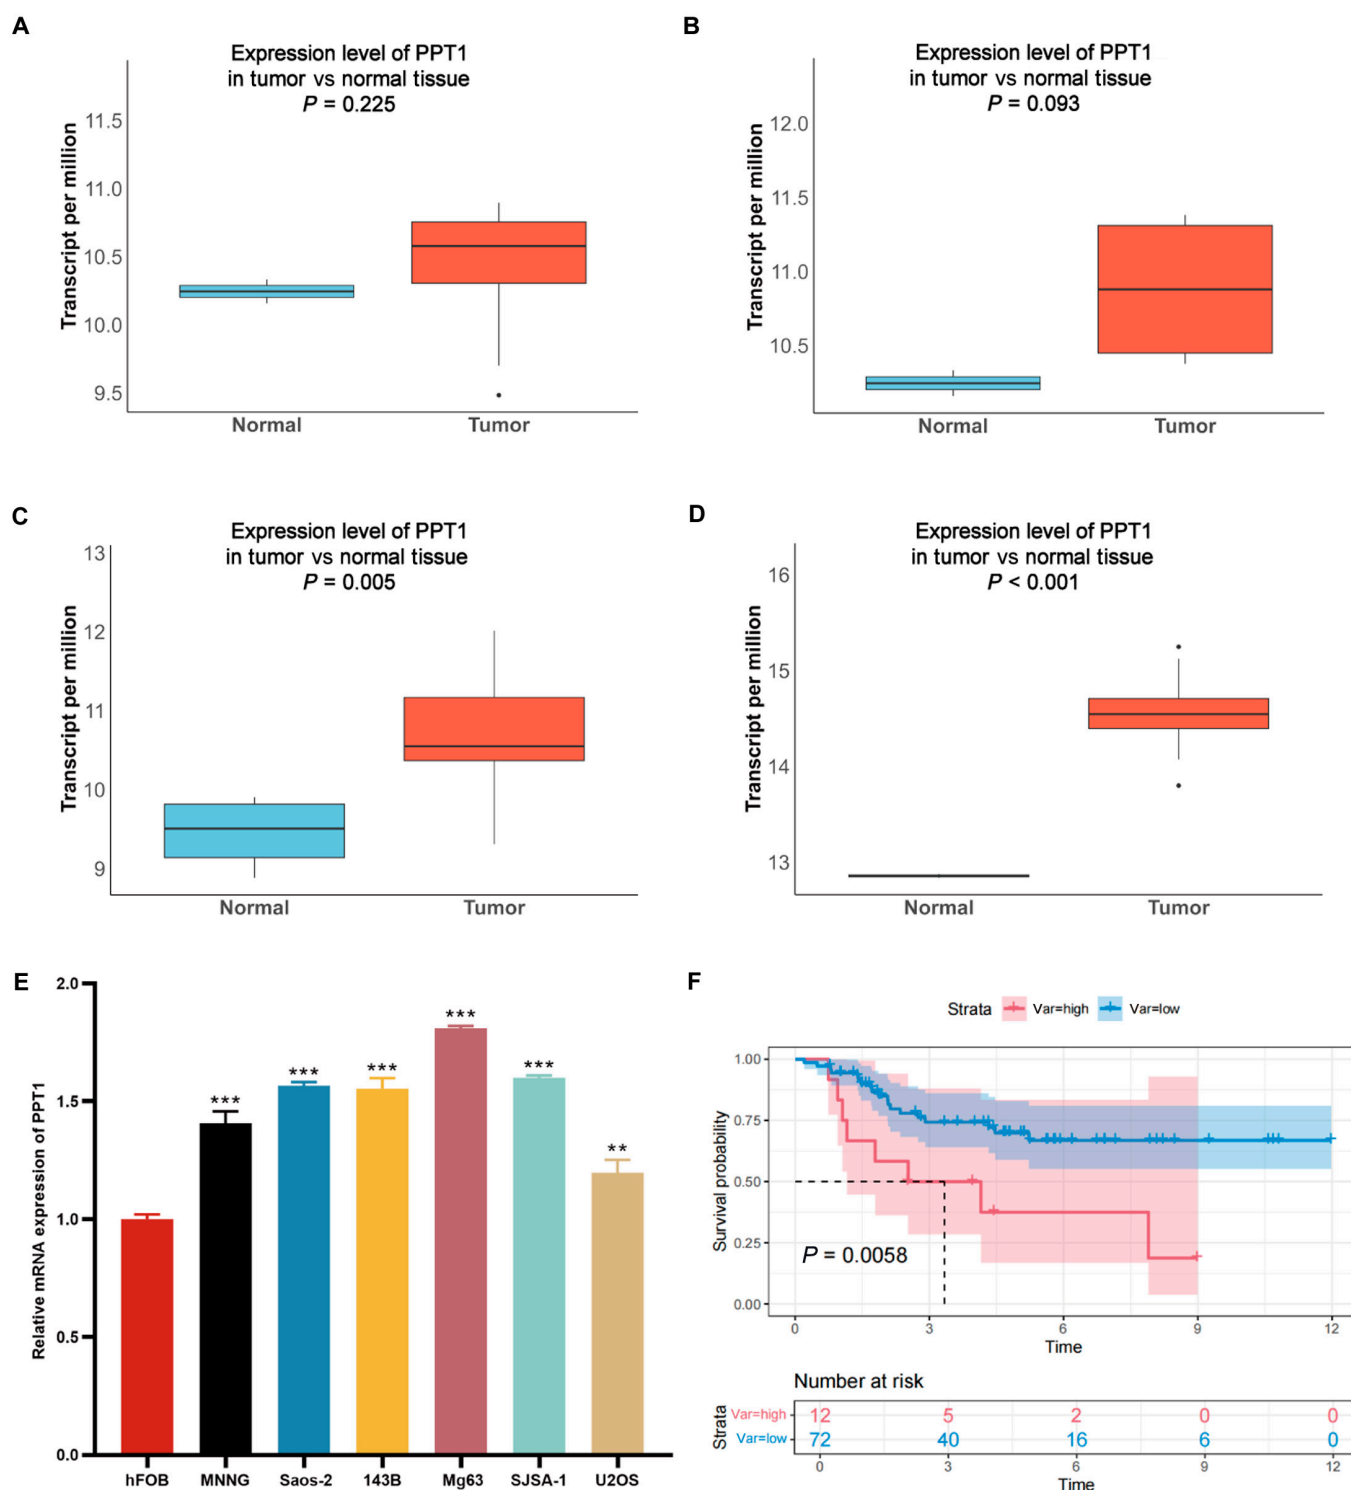 A
Expression level of PPT1
in tumor vs normal tissue
P = 0.225
Transcript per million
11.5
11.0
10.5
10.0
9.5
Normal
Tumor
B
Expression level of PPT1
in tumor vs normal tissue
P = 0.093
Transcript per million
12.0
11.5
11.0
10.5
Normal
Tumor
C
Expression level of PPT1
in tumor vs normal tissue
P = 0.005
Transcript per million
13
12
11
10
9
Normal
Tumor
D
Expression level of PPT1
in tumor vs normal tissue
P < 0.001
Transcript per million
16
15
14
13
Normal
Tumor
E
Relative mRNA expression of PPT1
2.0
1.5
1.0
0.5
0.0
***
***
***
***
***
**
hFOB MNNG Saos-2 143B Mg63 SJSA-1 U2OS
F
Strata Var=high Var=low
Survival probability
1.00
0.75
0.50
0.25
0.00
P = 0.0058
0 3 6 9 12
Time
Number at risk
Strata
Var=high 12 5 2 0 0
Var=low 72 40 16 6 0
0 3 6 9 12
Time